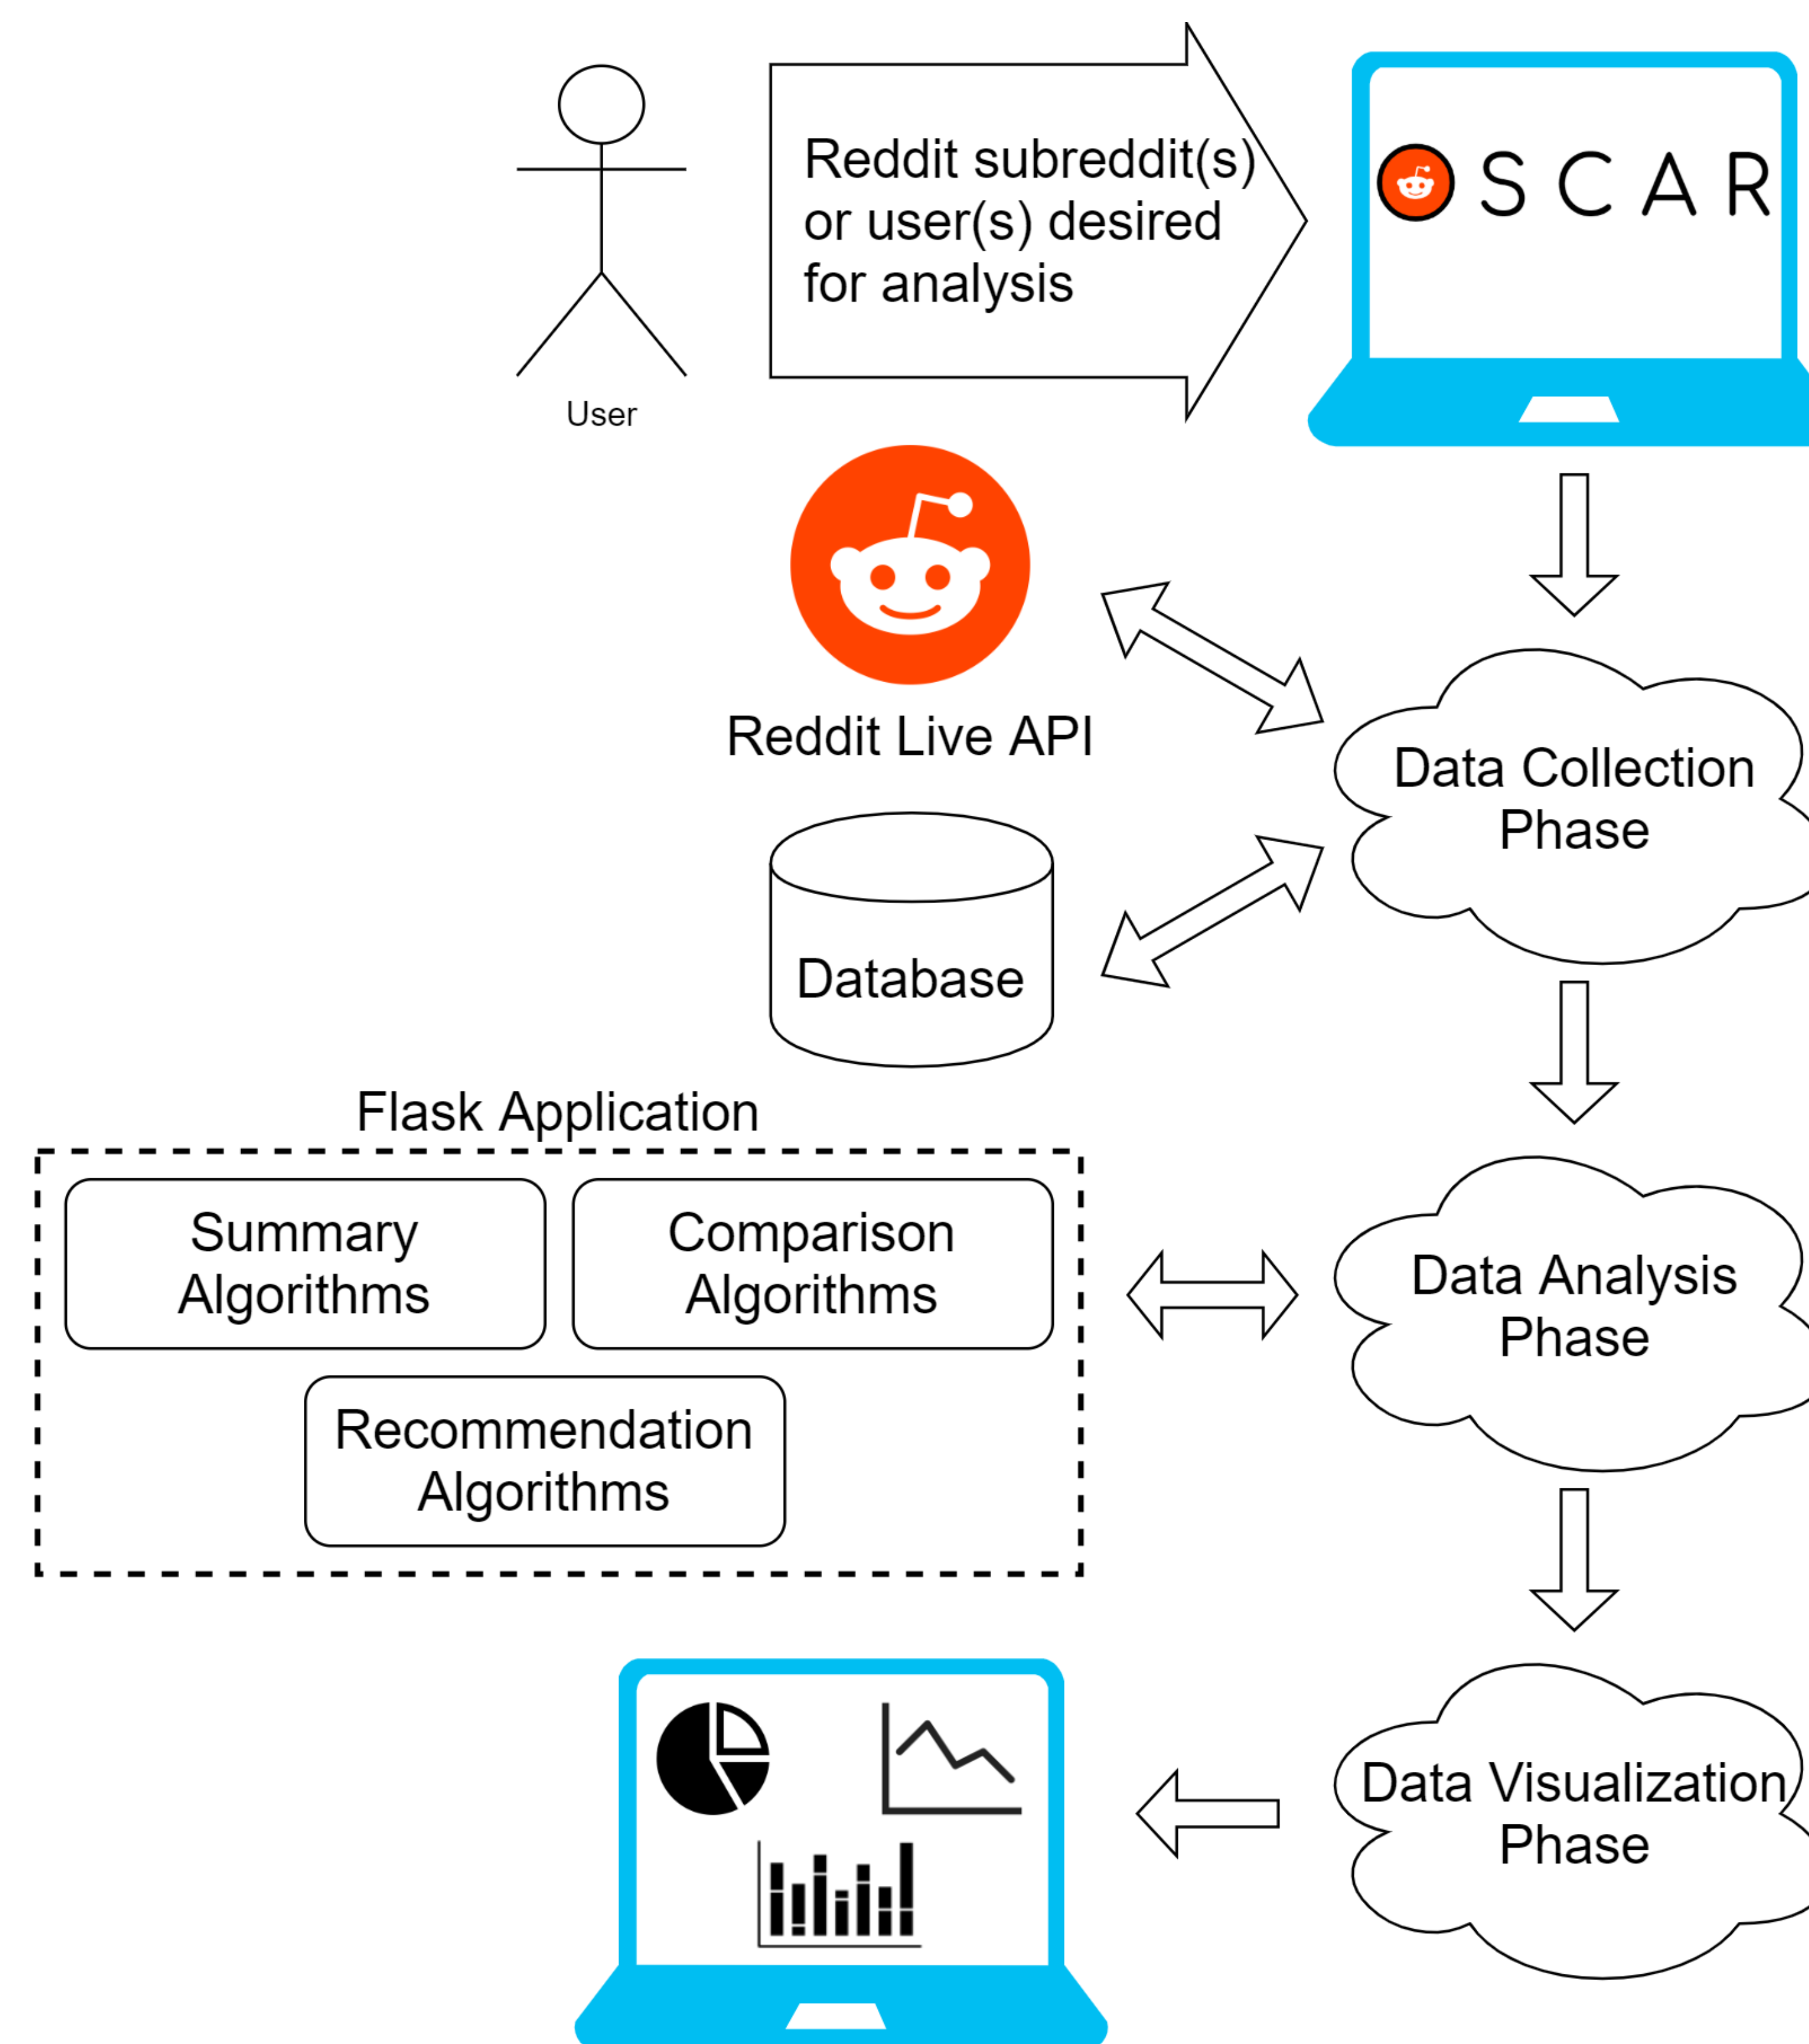 Reddit subreddit(s)
or user(s) desired
for analysis
SCAR
User
Reddit Live API
Data Collection
Phase
Database
Flask Application
Summary
Algorithms
Comparison
Algorithms
Data Analysis
Phase
Recommendation
Algorithms
Data Visualization
Phase